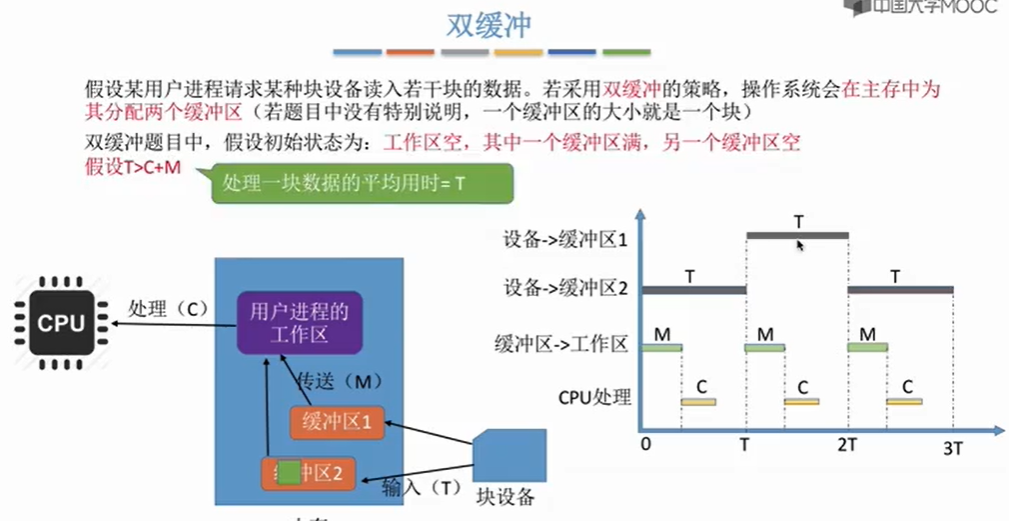 中国大学MOOC
双缓冲
假设某用户进程请求某种块设备读入若干块的数据。若采用双缓冲的策略，操作系统会在主存中为
其分配两个缓冲区（若题目中没有特别说明，一个缓冲区的大小就是一个块）
双缓冲题目中，假设初始状态为：工作区空，其中一个缓冲区满，另一个缓冲区空
假设T>C+M
处理一块数据的平均用时= T
设备->缓冲区1
T
设备->缓冲区2
T
T
缓冲区->工作区
M
M
M
CPU处理
C
C
C
0
T
2T
3T
CPU
处理（C）
用户进程的
工作区
传送（M）
缓冲区1
冲区2
输入（T）
块设备